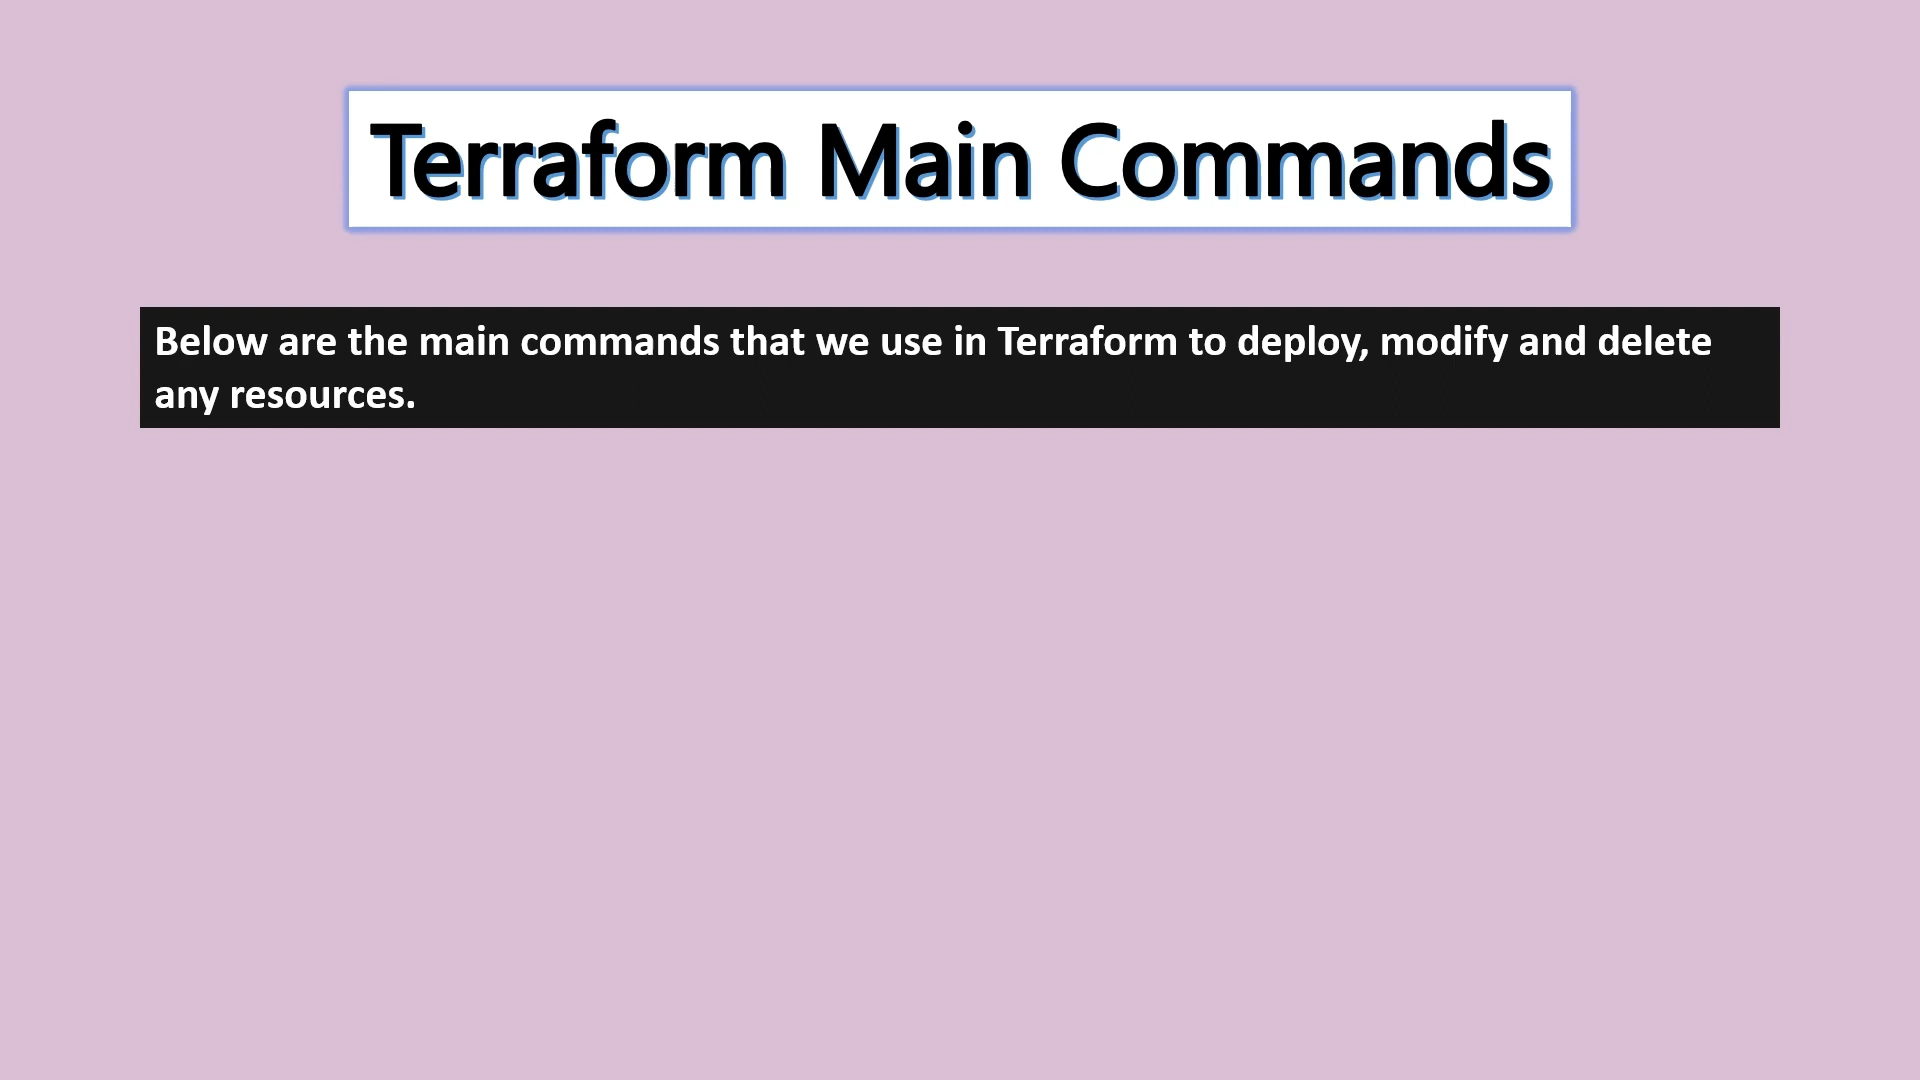 Terraform Main Commands
Below are the main commands that we use in Terraform to deploy, modify and delete
any resources.